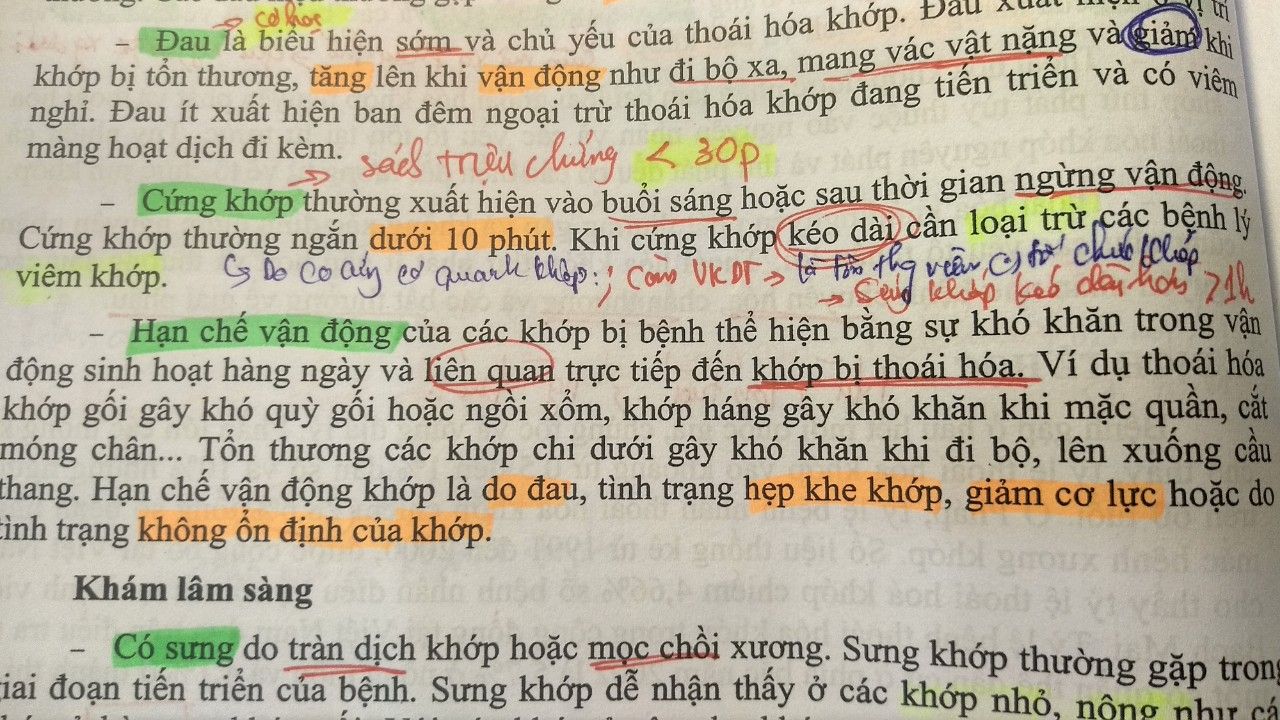 cơ học
– Đau là biểu hiện sớm và chủ yếu của thoái hóa khớp. Đau xuất hiện ở vị trí
khớp bị tổn thương, tăng lên khi vận động như đi bộ xa, mang vác vật nặng và giảm khi
nghỉ. Đau ít xuất hiện ban đêm ngoại trừ thoái hóa khớp đang tiến triển và có viêm
màng hoạt dịch đi kèm.
→ sách triệu chứng < 30p
– Cứng khớp thường xuất hiện vào buổi sáng hoặc sau thời gian ngừng vận động.
Cứng khớp thường ngắn dưới 10 phút. Khi cứng khớp kéo dài cần loại trừ các bệnh lý
viêm khớp.
↳ Do co cứng cơ quanh khớp; Còn VKDT → là tổn thg viêm, tổ chức khớp
→ Cứng khớp kéo dài hơn >1h
– Hạn chế vận động của các khớp bị bệnh thể hiện bằng sự khó khăn trong vận
động sinh hoạt hàng ngày và liên quan trực tiếp đến khớp bị thoái hóa. Ví dụ thoái hóa
khớp gối gây khó quỳ gối hoặc ngồi xổm, khớp háng gây khó khăn khi mặc quần, cắt
móng chân... Tổn thương các khớp chi dưới gây khó khăn khi đi bộ, lên xuống cầu
thang. Hạn chế vận động khớp là do đau, tình trạng hẹp khe khớp, giảm cơ lực hoặc do
tình trạng không ổn định của khớp.
Khám lâm sàng
– Có sưng do tràn dịch khớp hoặc mọc chồi xương. Sưng khớp thường gặp trong
giai đoạn tiến triển của bệnh. Sưng khớp dễ nhận thấy ở các khớp nhỏ, nông như